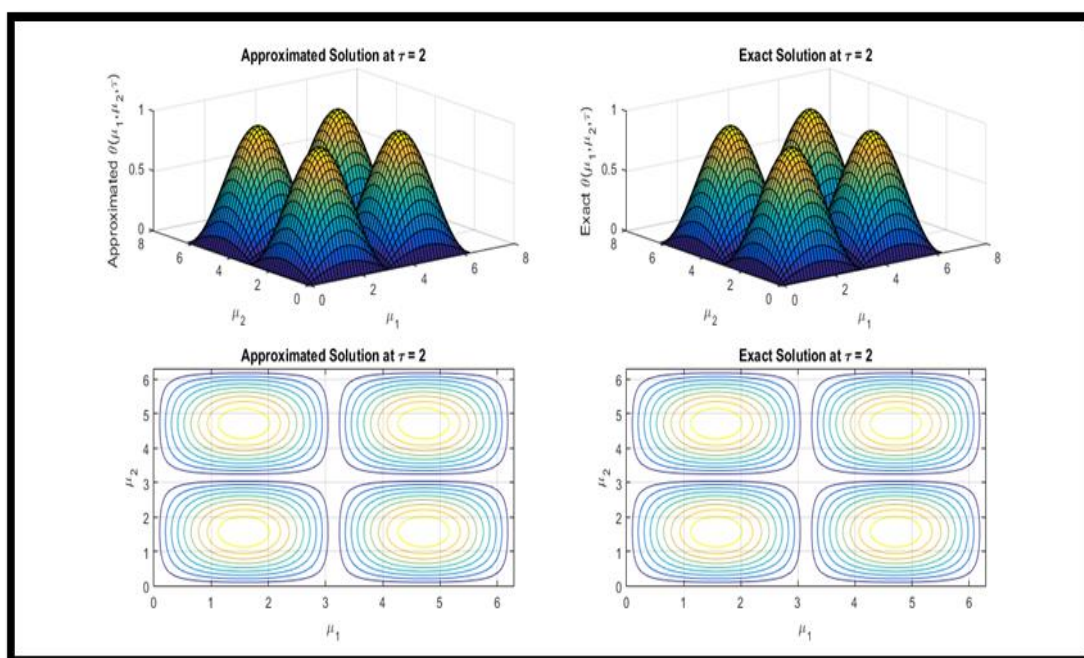 Approximated Solution at τ = 2
Approximated θ(μ₁,μ₂,τ)
1
0.5
0
8
6
4
2
0
μ₂
0
2
4
6
8
μ₁
Exact Solution at τ = 2
Exact θ(μ₁,μ₂,τ)
1
0.5
0
8
6
4
2
0
μ₂
0
2
4
6
8
μ₁
Approximated Solution at τ = 2
μ₂
6
5
4
3
2
1
0
0 1 2 3 4 5 6
μ₁
Exact Solution at τ = 2
μ₂
6
5
4
3
2
1
0
0 1 2 3 4 5 6
μ₁